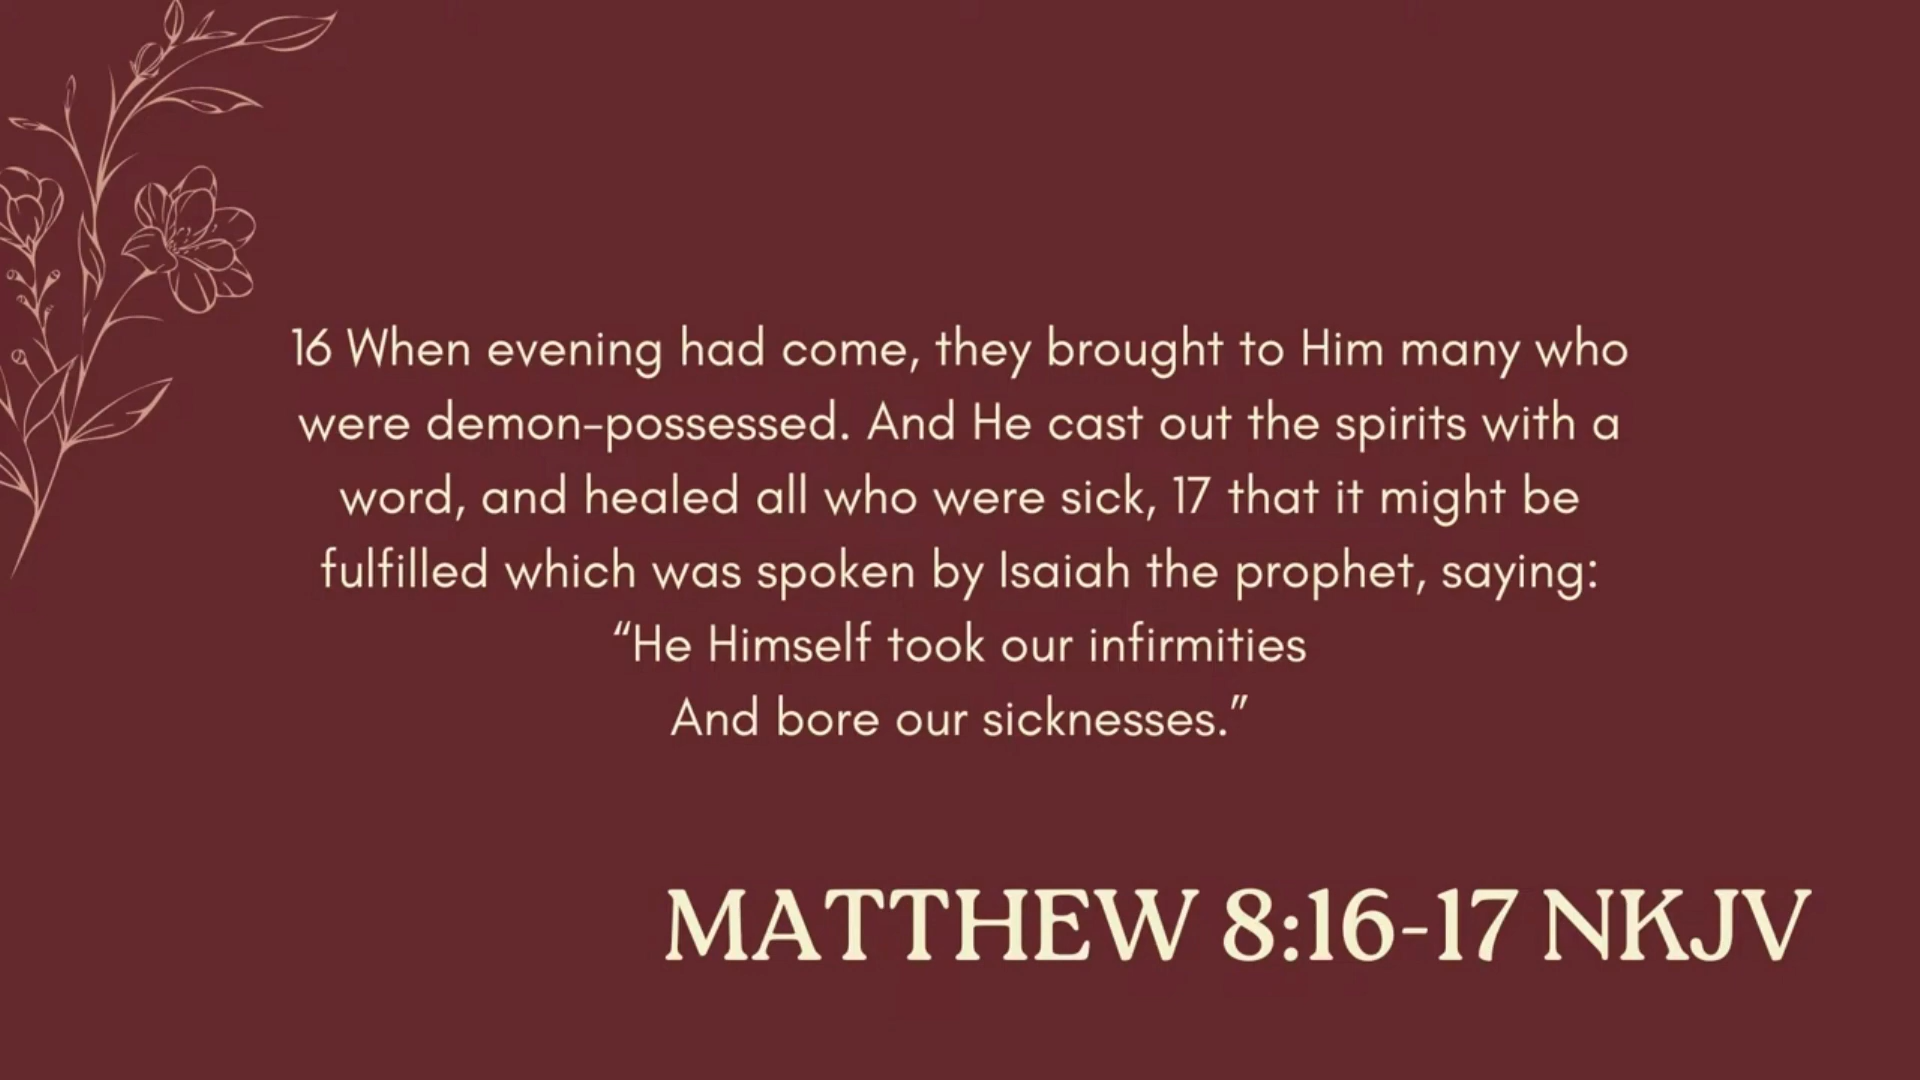 16 When evening had come, they brought to Him many who
were demon-possessed. And He cast out the spirits with a
word, and healed all who were sick, 17 that it might be
fulfilled which was spoken by Isaiah the prophet, saying:
“He Himself took our infirmities
And bore our sicknesses.”
MATTHEW 8:16-17 NKJV